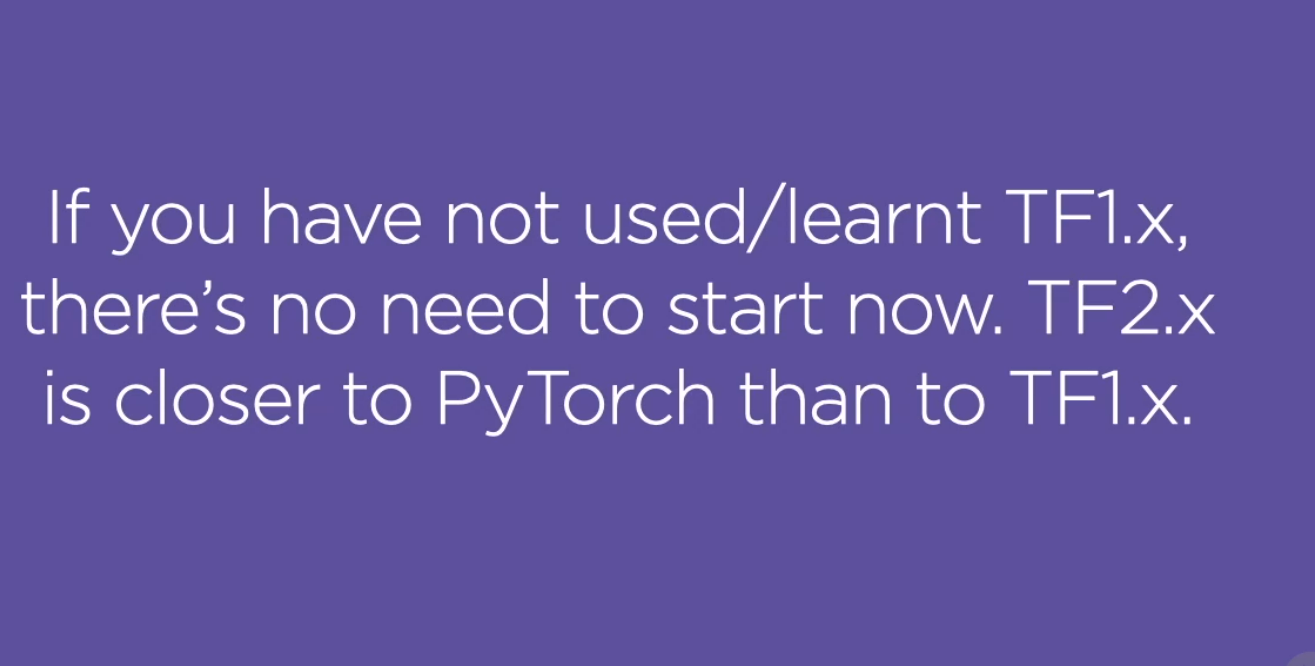 If you have not used/learnt TF1.x,
there’s no need to start now. TF2.x
is closer to PyTorch than to TF1.x.